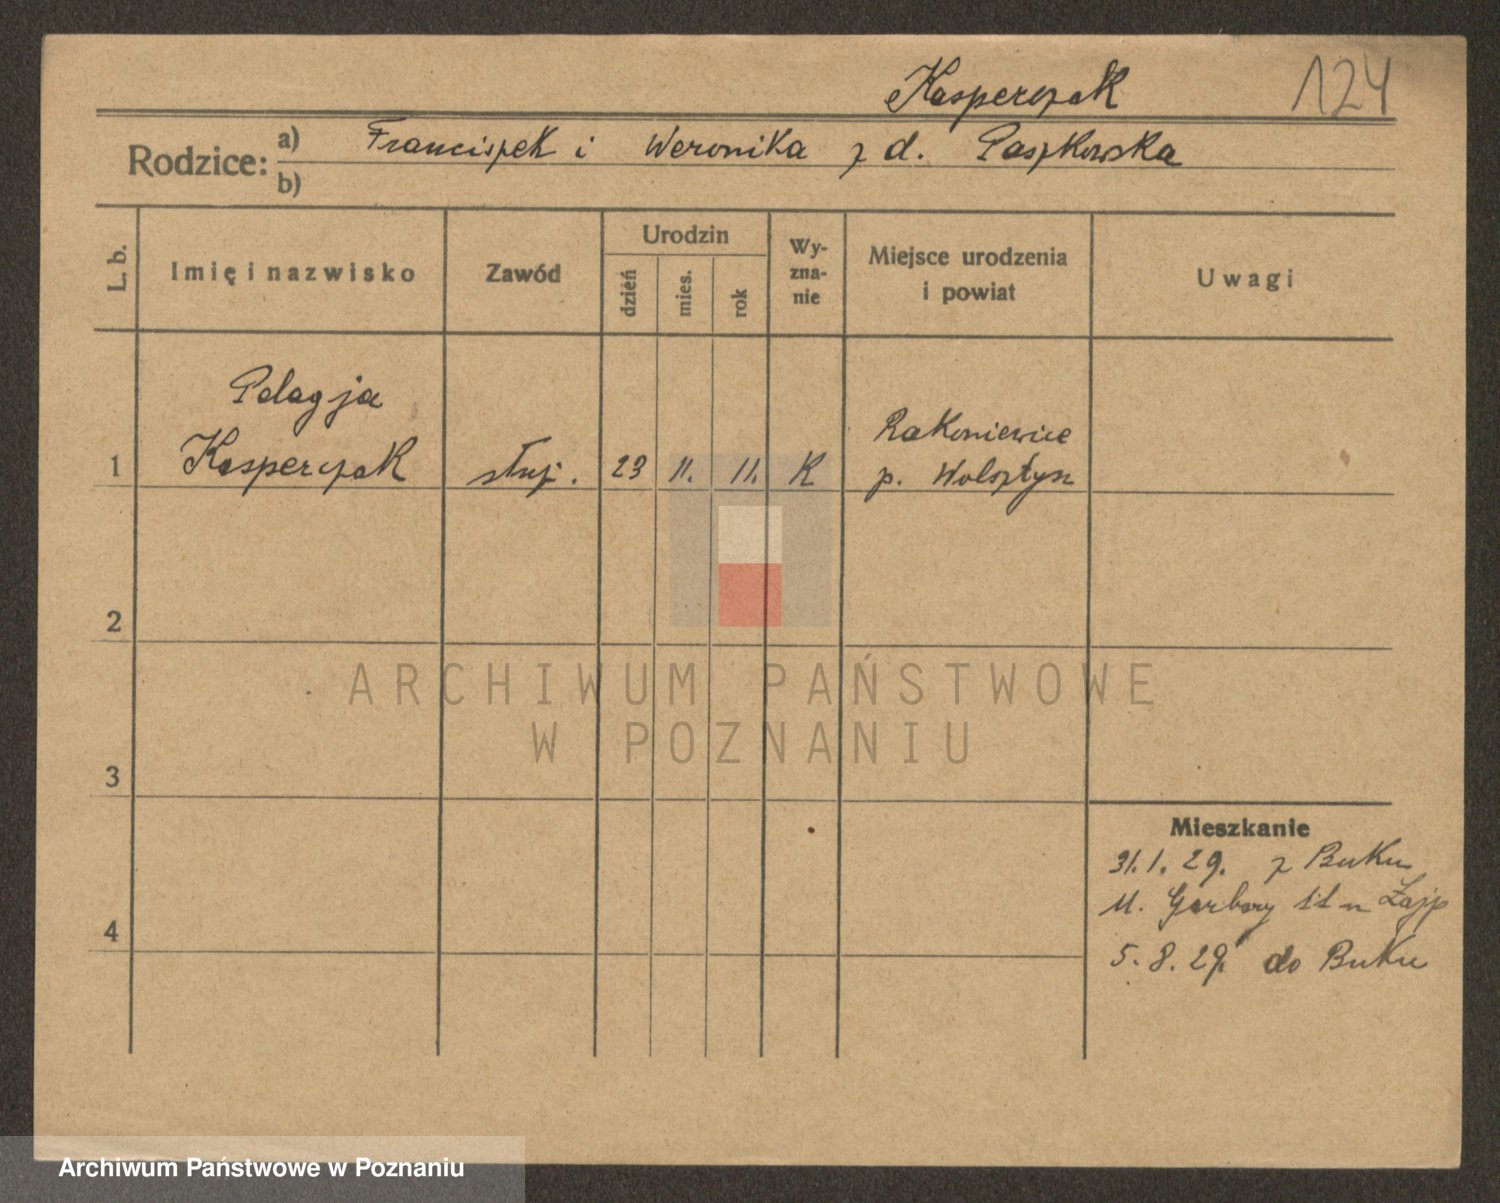 Kasperczak 124
Rodzice: a) Franciszek i Weronika z d. Paszkowska
b)
L. b.
Imię i nazwisko
Zawód
Urodzin
dzień
mies.
rok
Wy-
zna-
nie
Miejsce urodzenia
i powiat
Uwagi
Pelagja
1 Kasperczak służ. 23 11. 11. K Rakoniewice
p. Wolsztyn
2
3
4
Mieszkanie
31.1.29. z Buku
M. Garbary
5.8.29. do Buku
ARCHIWUM PAŃSTWOWE
W POZNANIU
Archiwum Państwowe w Poznaniu